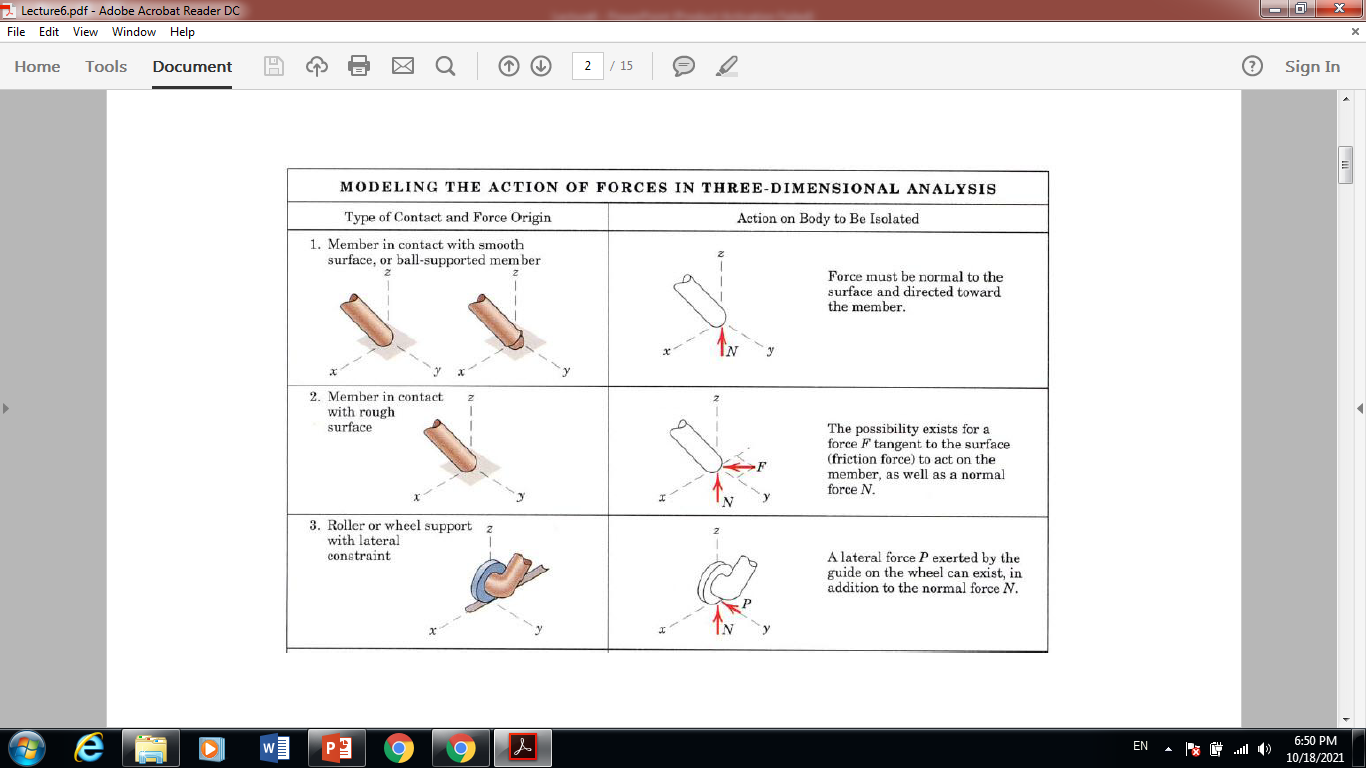 Lecture6.pdf - Adobe Acrobat Reader DC
File Edit View Window Help
Home Tools Document 2 / 15 Sign In
MODELING THE ACTION OF FORCES IN THREE-DIMENSIONAL ANALYSIS
Type of Contact and Force Origin
Action on Body to Be Isolated
1. Member in contact with smooth
surface, or ball-supported member
z
z
x
y
x
y
z
x
N
y
Force must be normal to the
surface and directed toward
the member.
2. Member in contact
with rough
surface
z
x
y
z
F
x
N
y
The possibility exists for a
force F tangent to the surface
(friction force) to act on the
member, as well as a normal
force N.
3. Roller or wheel support
with lateral
constraint
z
x
y
z
P
x
N
y
A lateral force P exerted by the
guide on the wheel can exist, in
addition to the normal force N.
EN
6:50 PM
10/18/2021